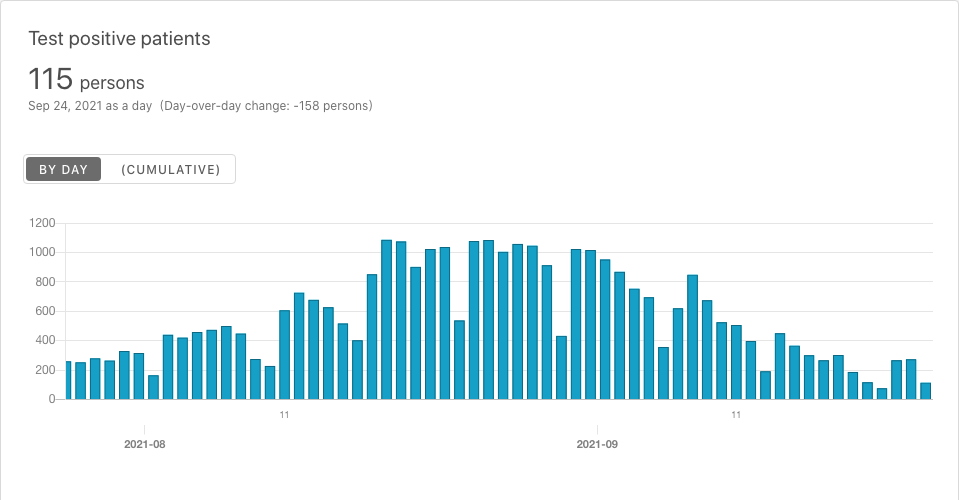 Test positive patients
115 persons
Sep 24, 2021 as a day (Day-over-day change: -158 persons)
BY DAY (CUMULATIVE)
1200
1000
800
600
400
200
0
11 11
2021-08 2021-09